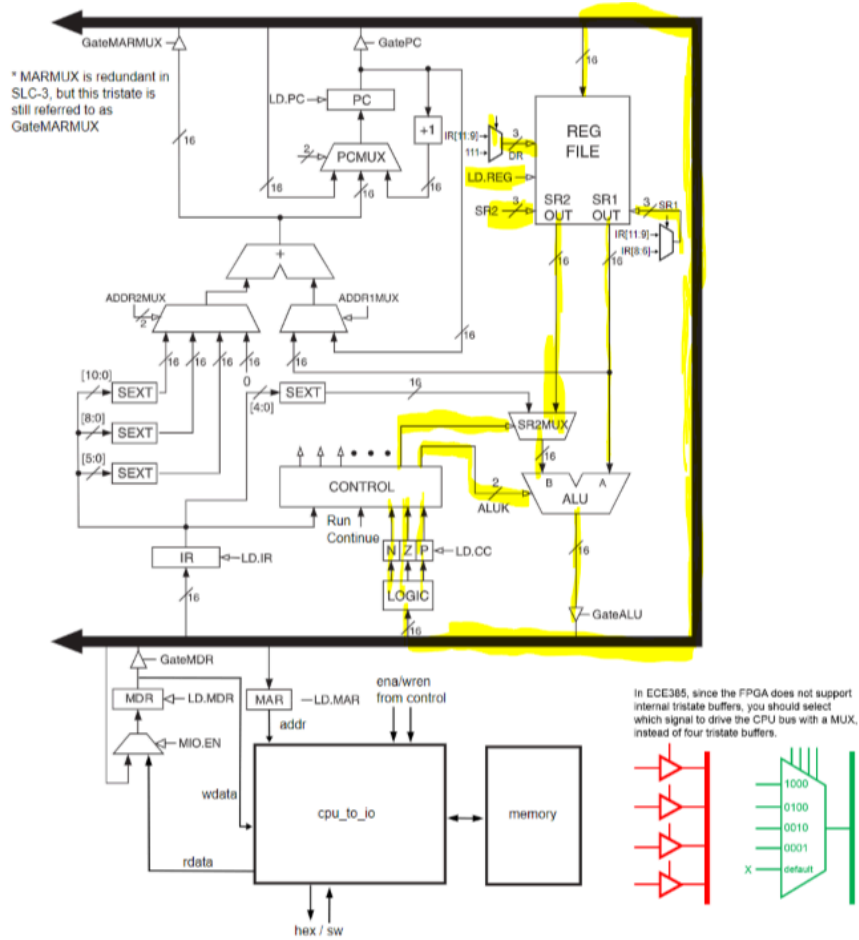 GateMARMUX
GatePC
* MARMUX is redundant in
SLC-3, but this tristate is
still referred to as
GateMARMUX
16
LD.PC
PC
+1
16
2
PCMUX
16
16
16
16
IR[11:9]
111
3
DR
LD.REG
SR2
3
REG
FILE
SR2
OUT
SR1
OUT
3
SR1
IR[11:9]
IR[8:6]
16
16
+
ADDR2MUX
2
ADDR1MUX
16
16
16
16
0
16
16
[10:0]
SEXT
[8:0]
SEXT
[5:0]
SEXT
[4:0]
SEXT
16
SR2MUX
16
CONTROL
2
ALUK
B
A
ALU
Run
Continue
IR
LD.IR
16
N
Z
P
LD.CC
LOGIC
16
16
GateALU
GateMDR
MDR
LD.MDR
MIO.EN
MAR
LD.MAR
addr
ena/wren
from control
wdata
rdata
cpu_to_io
memory
hex / sw
In ECE385, since the FPGA does not support
internal tristate buffers, you should select
which signal to drive the CPU bus with a MUX,
instead of four tristate buffers.
1000
0100
0010
0001
X
default